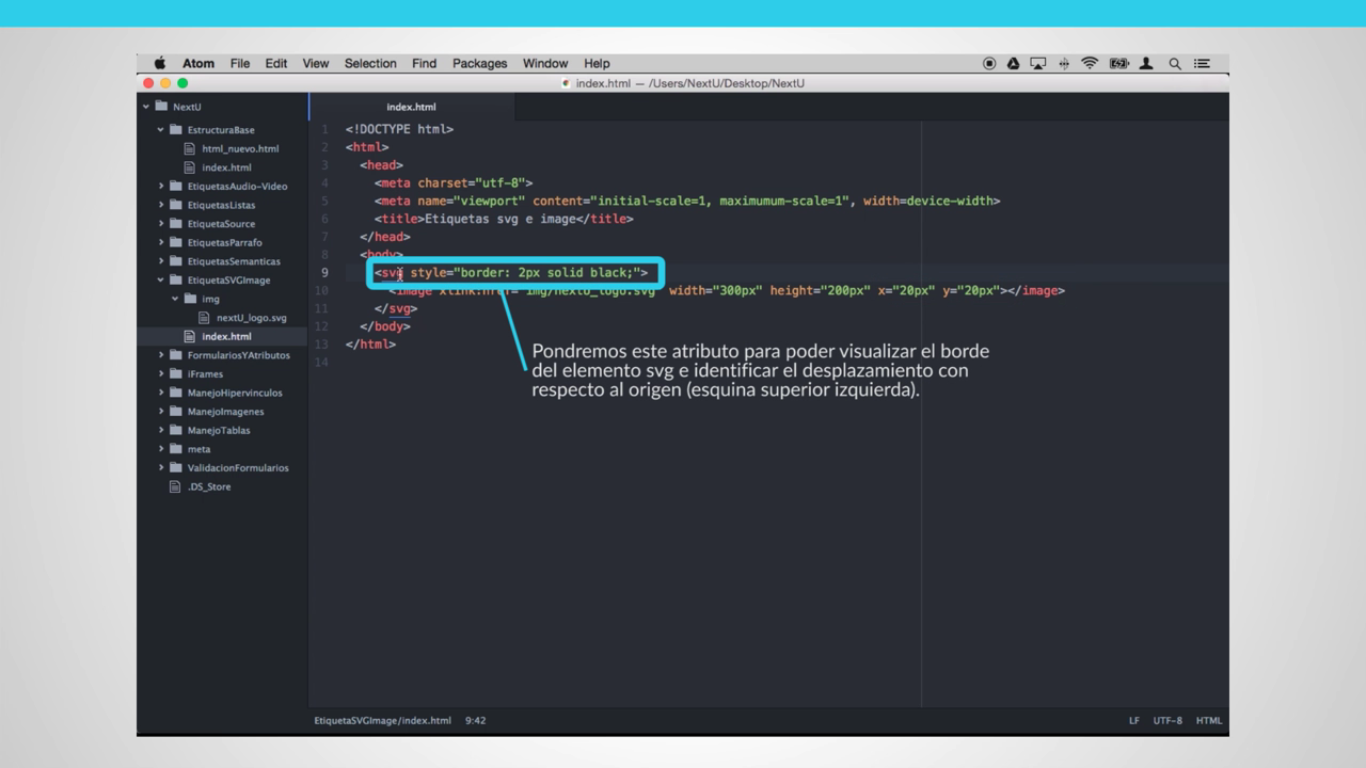 Atom File Edit View Selection Find Packages Window Help
index.html — /Users/NextU/Desktop/NextU
NextU
EstructuraBase
html_nuevo.html
index.html
EtiquetasAudio-Video
EtiquetasListas
EtiquetaSource
EtiquetasParrafo
EtiquetasSemanticas
EtiquetaSVGImage
img
nextU_logo.svg
index.html
FormulariosYAtributos
iFrames
ManejoHipervinculos
ManejoImagenes
ManejoTablas
meta
ValidacionFormularios
.DS_Store
index.html
1 <!DOCTYPE html>
2 <html>
3 <head>
4 <meta charset="utf-8">
5 <meta name="viewport" content="initial-scale=1, maximumum-scale=1", width=device-width>
6 <title>Etiquetas svg e image</title>
7 </head>
8 <body>
9 <svg style="border: 2px solid black;">
10 <image xlink:href="img/nextU_logo.svg" width="300px" height="200px" x="20px" y="20px"></image>
11 </svg>
12 </body>
13 </html>
14
Pondremos este atributo para poder visualizar el borde
del elemento svg e identificar el desplazamiento con
respecto al origen (esquina superior izquierda).
EtiquetaSVGImage/index.html 9:42
LF UTF-8 HTML